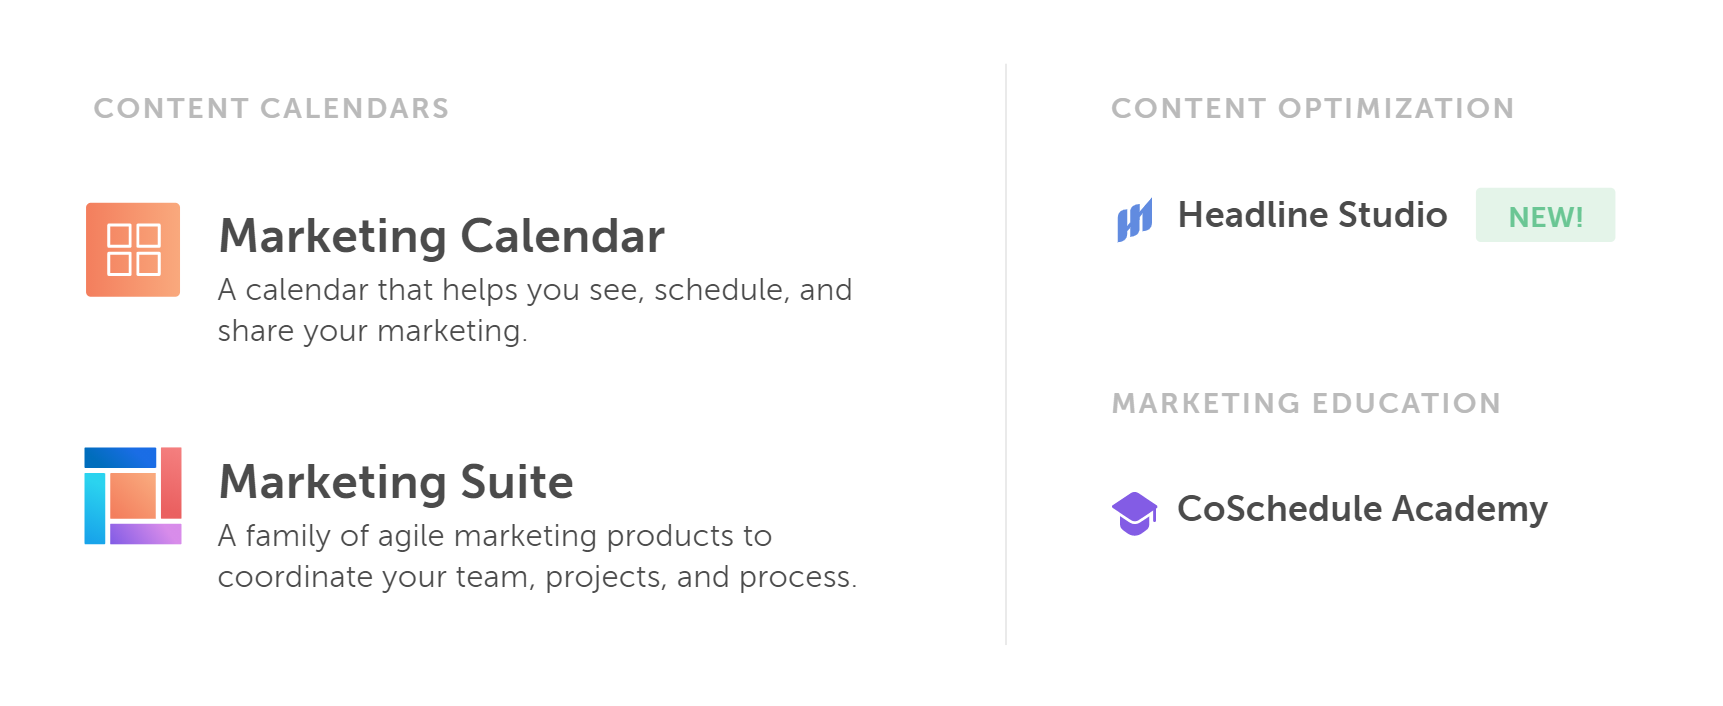 CONTENT CALENDARS
Marketing Calendar
A calendar that helps you see, schedule, and
share your marketing.
Marketing Suite
A family of agile marketing products to
coordinate your team, projects, and process.
CONTENT OPTIMIZATION
Headline Studio NEW!
MARKETING EDUCATION
CoSchedule Academy